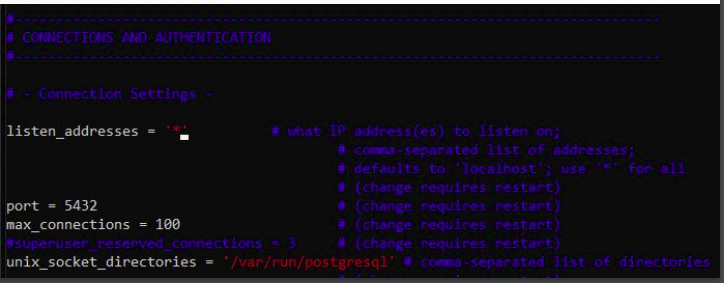 #------------------------------------------------------------------------------
# CONNECTIONS AND AUTHENTICATION
#------------------------------------------------------------------------------
# - Connection Settings -
listen_addresses = '*' # what IP address(es) to listen on;
# comma-separated list of addresses;
# defaults to 'localhost'; use '*' for all
# (change requires restart)
port = 5432 # (change requires restart)
max_connections = 100 # (change requires restart)
#superuser_reserved_connections = 3 # (change requires restart)
unix_socket_directories = '/var/run/postgresql' # comma-separated list of directories